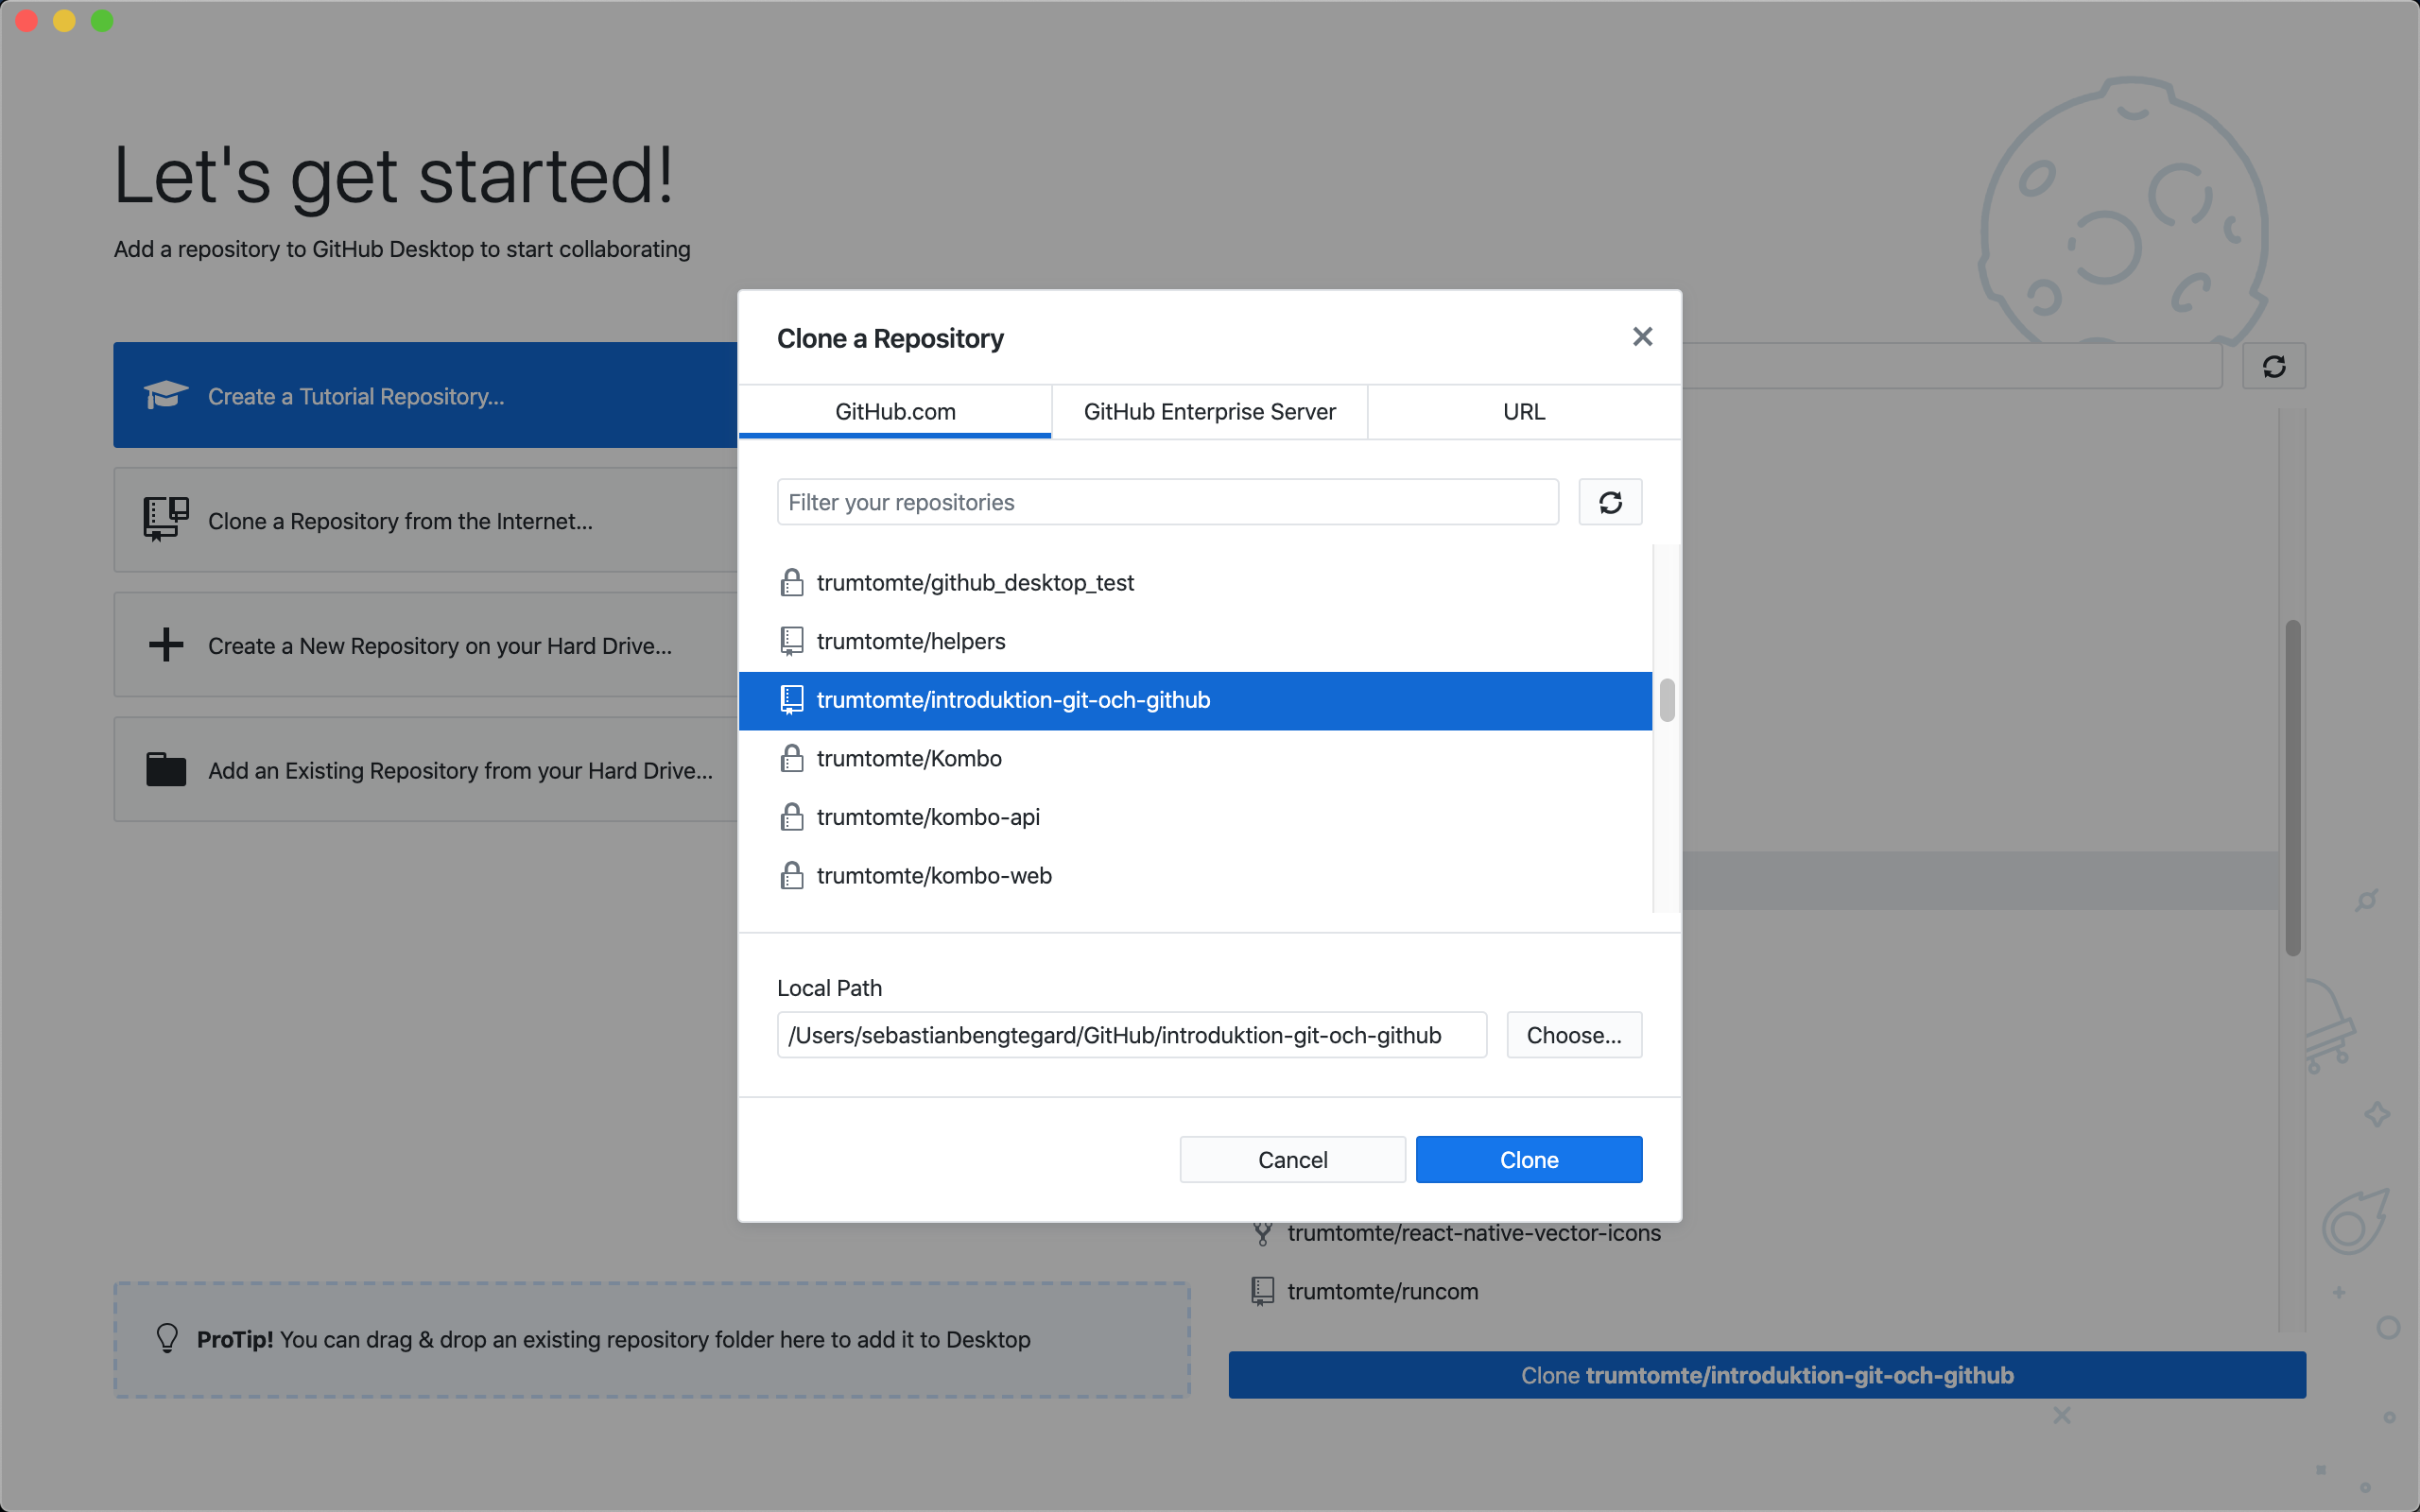 Let's get started!
Add a repository to GitHub Desktop to start collaborating
Create a Tutorial Repository...
Clone a Repository from the Internet...
Create a New Repository on your Hard Drive...
Add an Existing Repository from your Hard Drive...
Clone a Repository
GitHub.com
GitHub Enterprise Server
URL
Filter your repositories
trumtomte/github_desktop_test
trumtomte/helpers
trumtomte/introduktion-git-och-github
trumtomte/Kombo
trumtomte/kombo-api
trumtomte/kombo-web
Local Path
/Users/sebastianbengtegard/GitHub/introduktion-git-och-github
Choose...
Cancel
Clone
trumtomte/react-native-vector-icons
trumtomte/runcom
ProTip! You can drag & drop an existing repository folder here to add it to Desktop
Clone trumtomte/introduktion-git-och-github